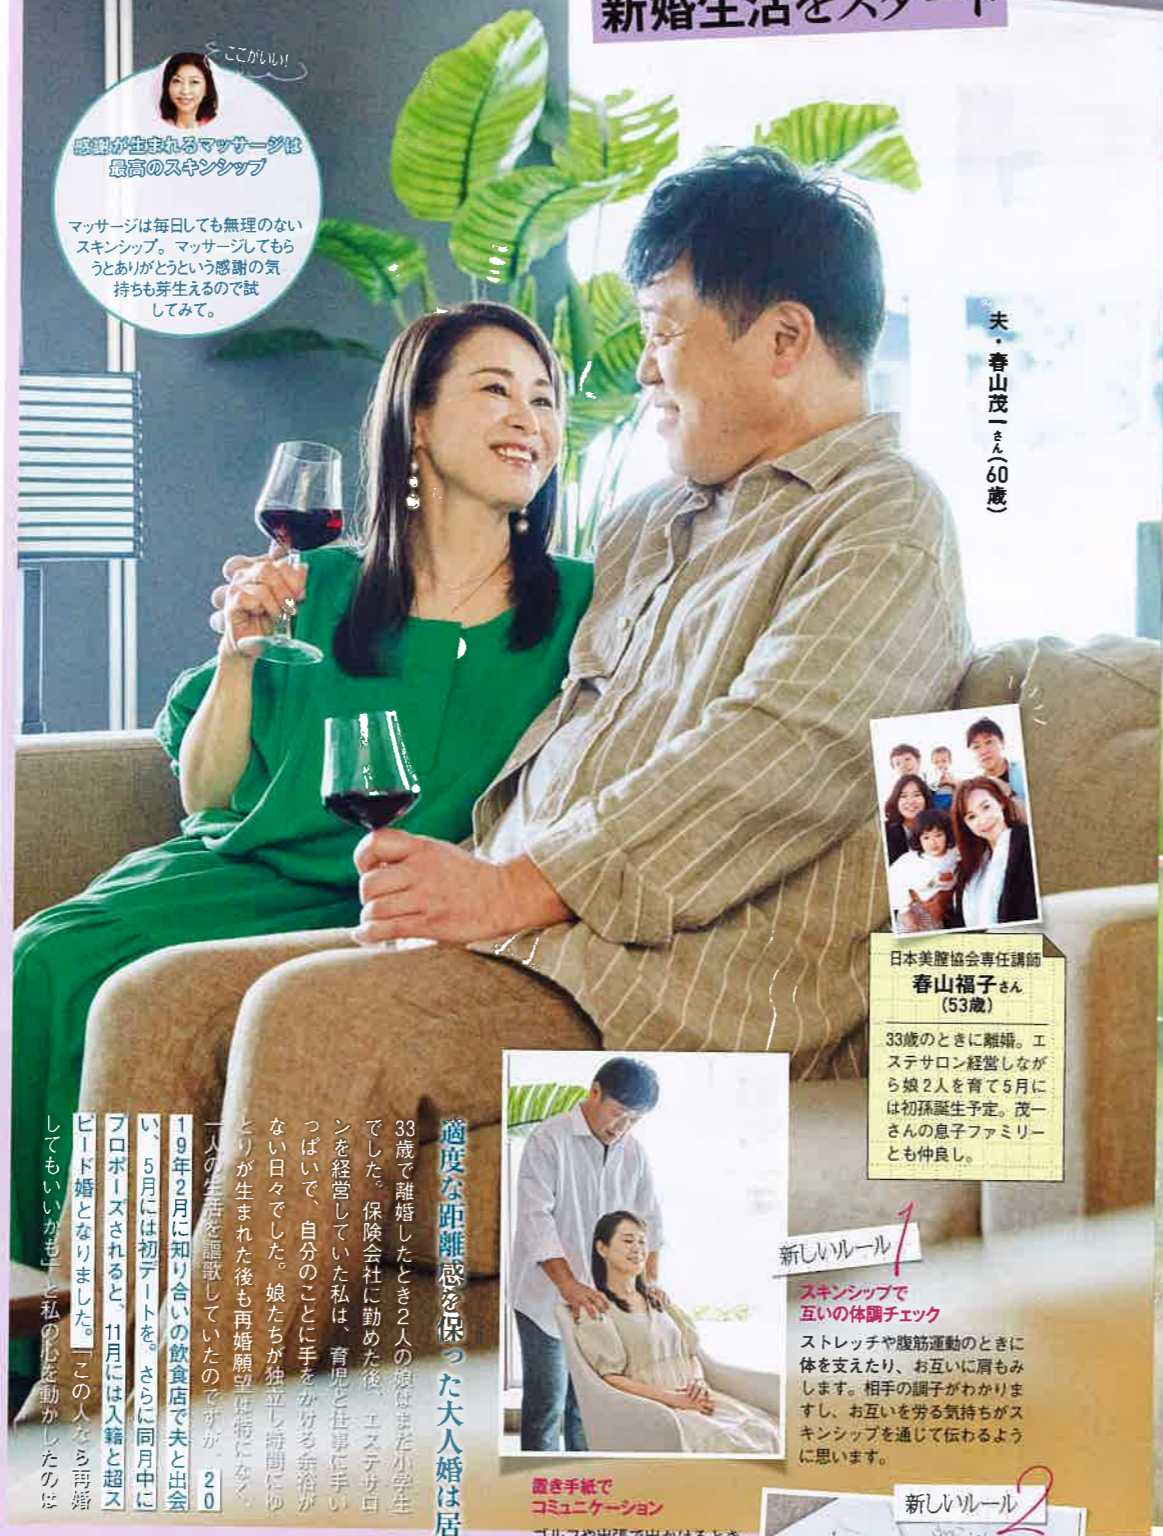 新婚生活をスタート
ここがいい!
感謝が生まれるマッサージは
最高のスキンシップ
マッサージは毎日しても無理のない
スキンシップ。マッサージしてもら
うとありがとうという感謝の気
持ちも芽生えるので試
してみて。
夫・春山茂一さん(60歳)
日本美膣協会専任講師
春山福子さん
(53歳)
33歳のときに離婚。エ
ステサロン経営しなが
ら娘2人を育て5月に
は初孫誕生予定。茂一
さんの息子ファミリー
とも仲良し。
適度な距離感を保った大人婚は居
33歳で離婚したとき2人の娘はまだ小学生
でした。保険会社に勤めた後、エステサロ
ンを経営していた私は、育児と仕事に手い
っぱいで、自分のことに手をかける余裕が
ない日々でした。娘たちが独立し時間にゆ
とりが生まれた後も再婚願望は特になく、
一人の生活を謳歌していたのですが、20
19年2月に知り合いの飲食店で夫と出会
い、5月には初デートを。さらに同月中に
プロポーズされると、11月には入籍と超ス
ピード婚となりました。「この人なら再婚
してもいいかも」と私の心を動かしたのは
新しいルール1
スキンシップで
互いの体調チェック
ストレッチや腹筋運動のときに
体を支えたり、お互いに肩もみ
します。相手の調子がわかりま
すし、お互いを労る気持ちがス
キンシップを通じて伝わるよう
に思います。
新しいルール2
置き手紙で
コミュニケーション
ゴルフや出張で出かけるとき